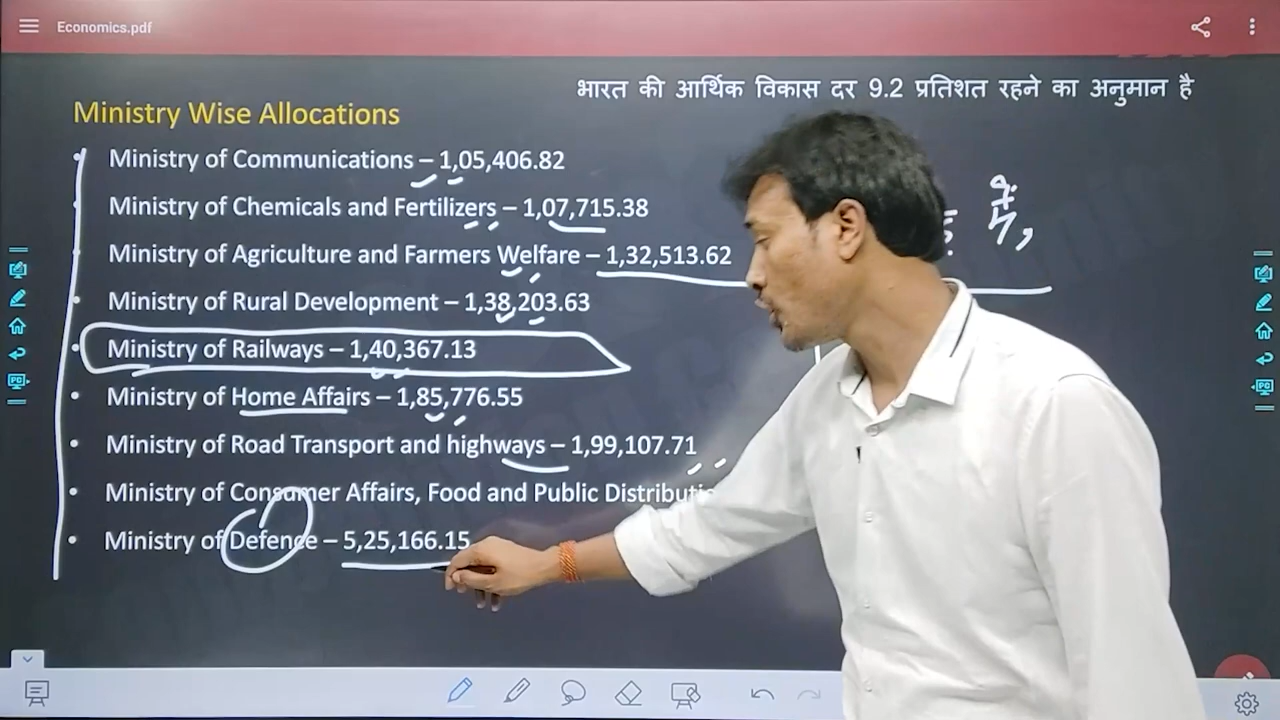 Economics.pdf
भारत की आर्थिक विकास दर 9.2 प्रतिशत रहने का अनुमान है
Ministry Wise Allocations
• Ministry of Communications – 1,05,406.82
• Ministry of Chemicals and Fertilizers – 1,07,715.38
• Ministry of Agriculture and Farmers Welfare – 1,32,513.62
• Ministry of Rural Development – 1,38,203.63
• Ministry of Railways – 1,40,367.13
• Ministry of Home Affairs – 1,85,776.55
• Ministry of Road Transport and highways – 1,99,107.71
• Ministry of Consumer Affairs, Food and Public
• Ministry of Defence – 5,25,166.15